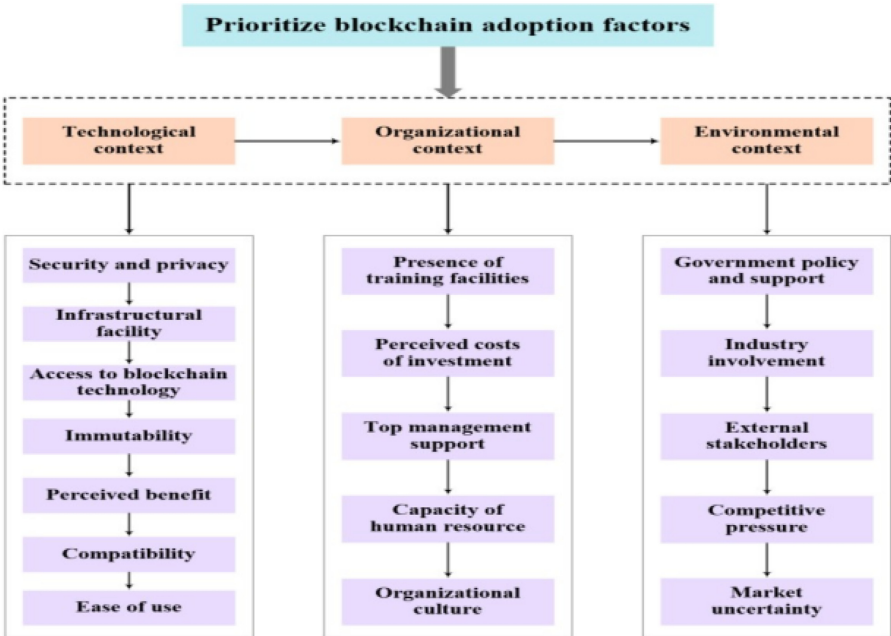 Prioritize blockchain adoption factors
Technological
context
Organizational
context
Environmental
context
Security and privacy
Infrastructural
facility
Access to blockchain
technology
Immutability
Perceived benefit
Compatibility
Ease of use
Presence of
training facilities
Perceived costs
of investment
Top management
support
Capacity of
human resource
Organizational
culture
Government policy
and support
Industry
involvement
External
stakeholders
Competitive
pressure
Market
uncertainty